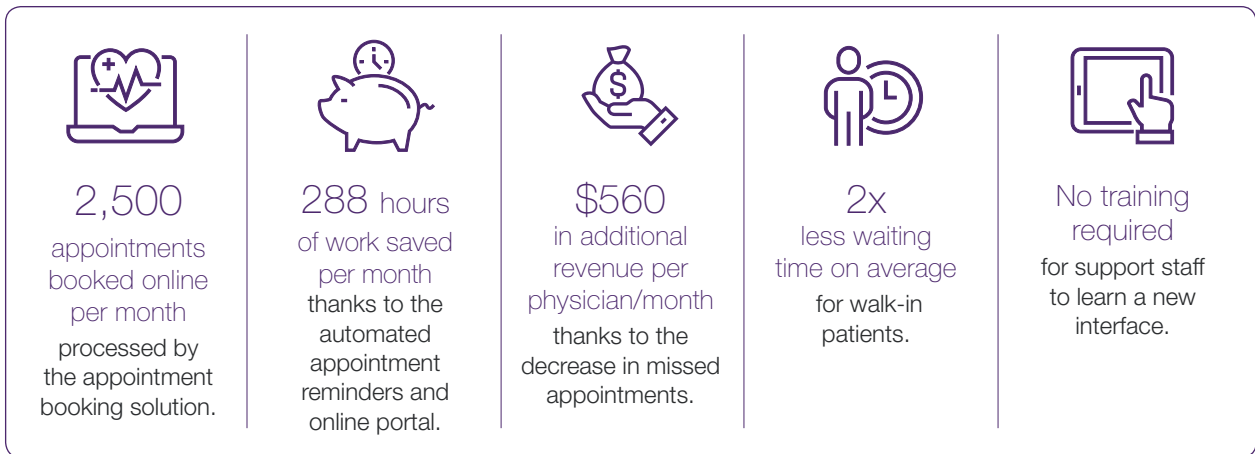 2,500
appointments
booked online
per month
processed by
the appointment
booking solution.
288 hours
of work saved
per month
thanks to the
automated
appointment
reminders and
online portal.
$
$560
in additional
revenue per
physician/month
thanks to the
decrease in missed
appointments.
2x
less waiting
time on average
for walk-in
patients.
No training
required
for support staff
to learn a new
interface.